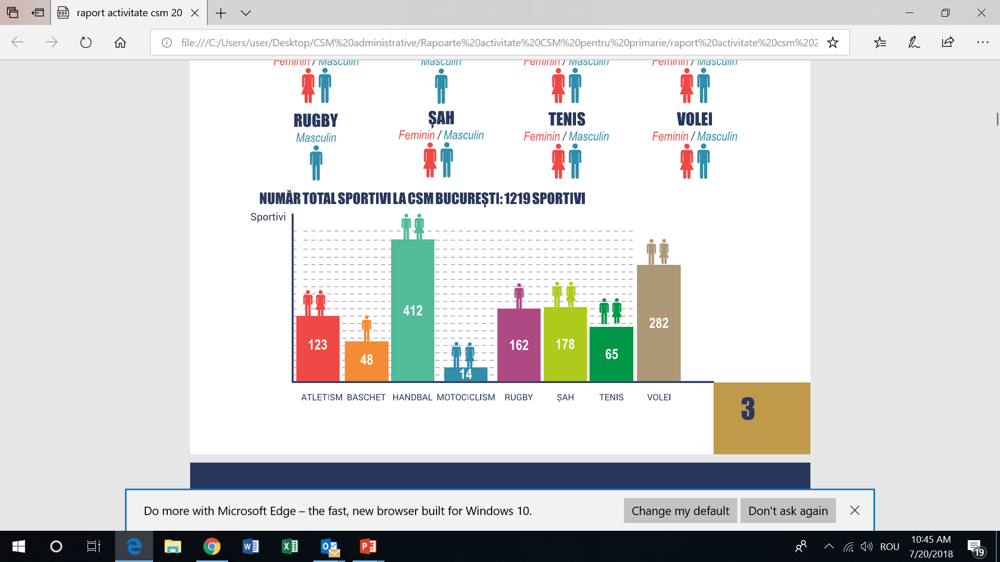 raport activitate csm 20
file:///C:/Users/user/Desktop/CSM%20administrative/Rapoarte%20activitate%20CSM%20pentru%20primarie/raport%20activitate%20csm%202
Feminin / Masculin Masculin Feminin / Masculin Feminin / Masculin
RUGBY ȘAH TENIS VOLEI
Masculin Feminin / Masculin Feminin / Masculin Feminin / Masculin
NUMĂR TOTAL SPORTIVI LA CSM BUCUREȘTI: 1219 SPORTIVI
Sportivi
123 48 412 14 162 178 65 282
ATLETISM BASCHET HANDBAL MOTOCICLISM RUGBY ȘAH TENIS VOLEI
3
Do more with Microsoft Edge – the fast, new browser built for Windows 10. Change my default Don't ask again
ROU 10:45 AM
7/20/2018 19